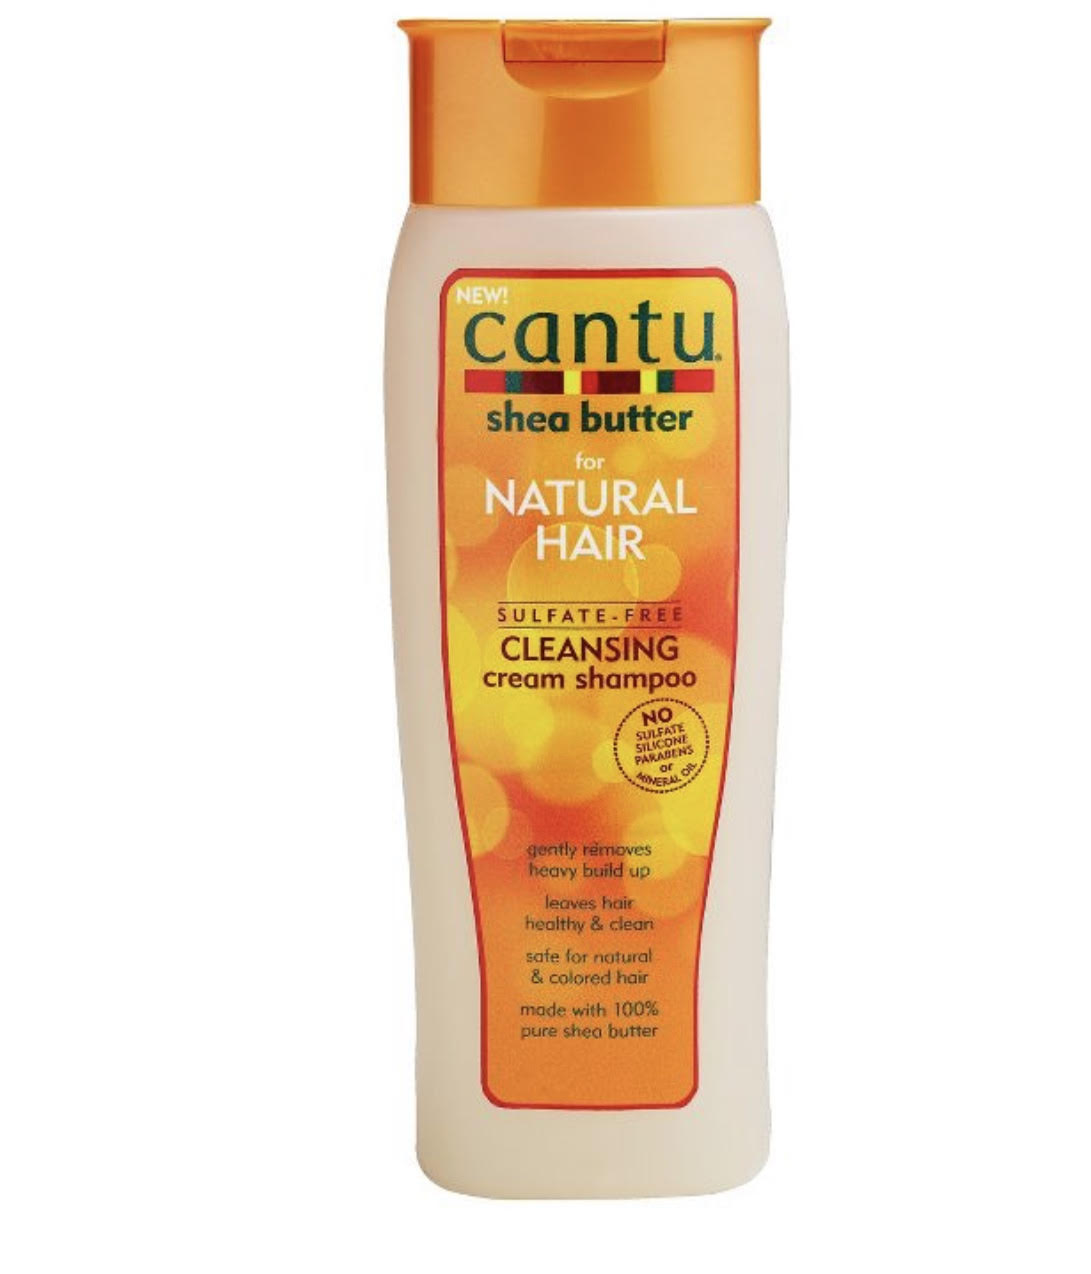 NEW!
cantu
shea butter
for
NATURAL
HAIR
SULFATE-FREE
CLEANSING
cream shampoo
NO
SULFATE
SILICONE
PARABENS
or
MINERAL OIL
gently removes
heavy build up
leaves hair
healthy & clean
safe for natural
& colored hair
made with 100%
pure shea butter